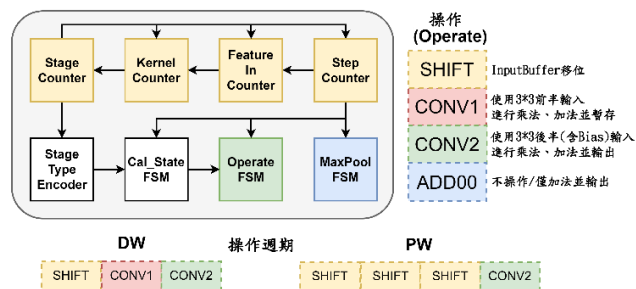 Stage
Counter
Kernel
Counter
Feature
In
Counter
Step
Counter
Stage
Type
Encoder
Cal_State
FSM
Operate
FSM
MaxPool
FSM
操作
(Operate)
SHIFT
InputBuffer移位
CONV1
使用3*3前半輸入
進行乘法、加法並暫存
CONV2
使用3*3後半(含Bias)輸入
進行乘法、加法並輸出
ADD00
不操作/僅加法並輸出
DW
操作週期
PW
SHIFT
CONV1
CONV2
SHIFT
SHIFT
SHIFT
CONV2